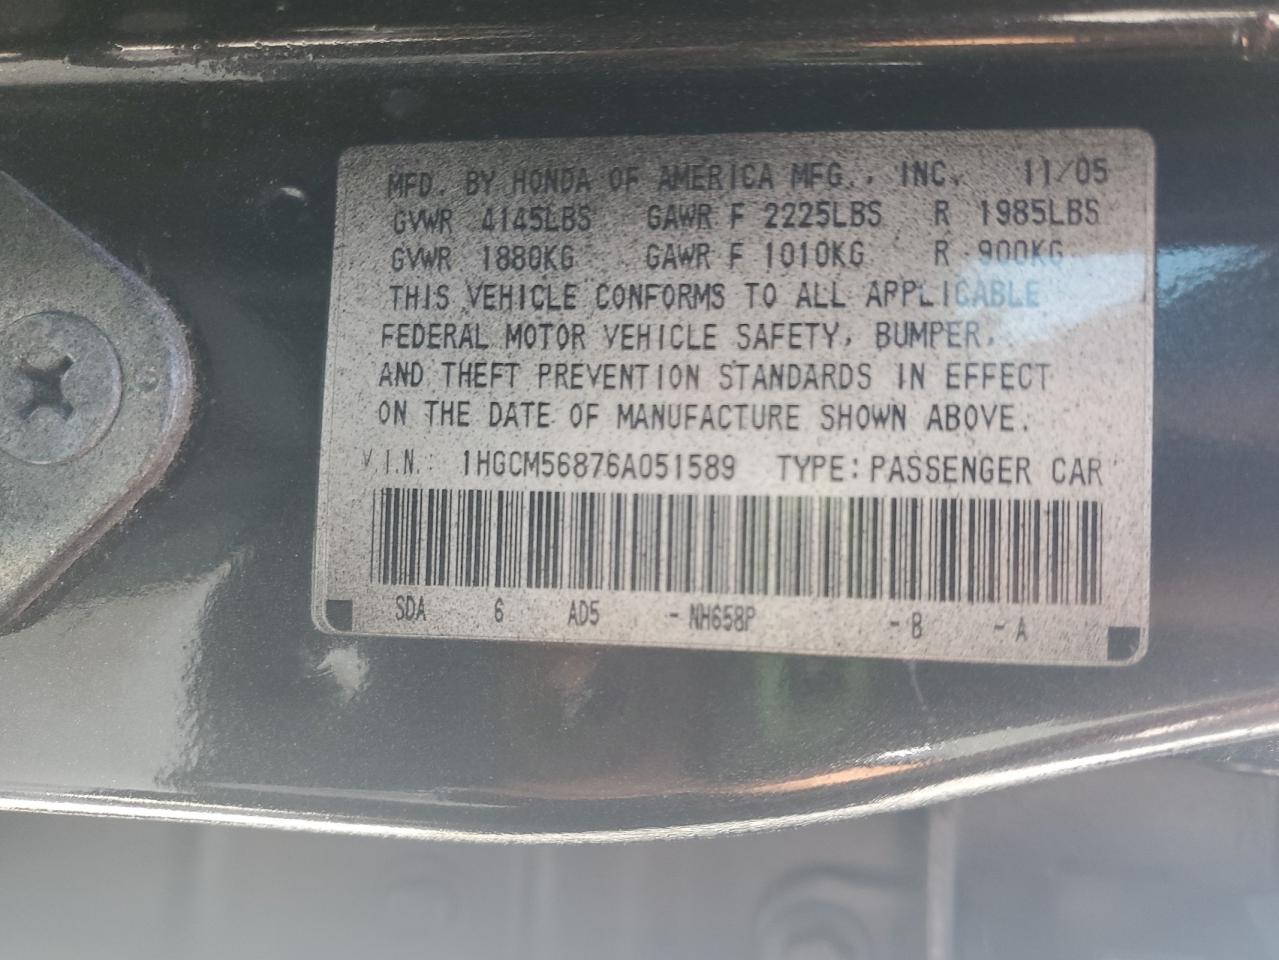 MFD. BY HONDA OF AMERICA MFG., INC. 11/05
GVWR 4145LBS GAWR F 2225LBS R 1985LBS
GVWR 1880KG GAWR F 1010KG R 900KG
THIS VEHICLE CONFORMS TO ALL APPLICABLE
FEDERAL MOTOR VEHICLE SAFETY, BUMPER,
AND THEFT PREVENTION STANDARDS IN EFFECT
ON THE DATE OF MANUFACTURE SHOWN ABOVE.
V.I.N.: 1HGCM56876A051589 TYPE: PASSENGER CAR
SDA 6 AD5 -NH658P -B -A